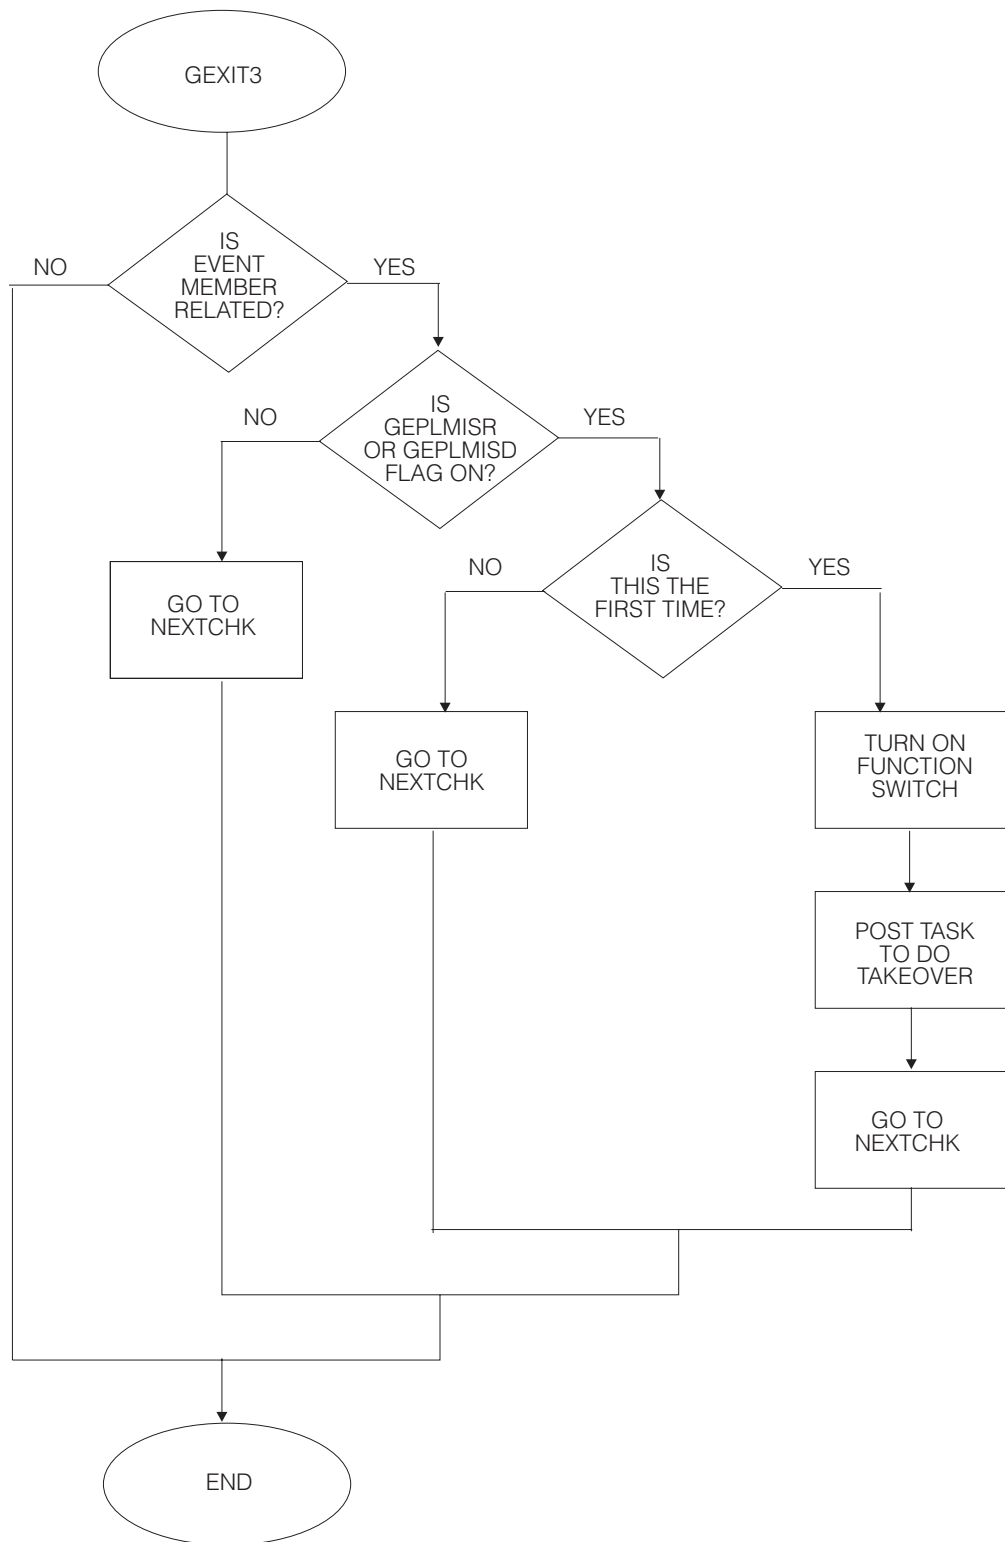 GEXIT3
IS
EVENT
MEMBER
RELATED?
NO
YES
IS
GEPLMISR
OR GEPLMISD
FLAG ON?
NO
YES
IS
THIS THE
FIRST TIME?
NO
YES
GO TO
NEXTCHK
GO TO
NEXTCHK
TURN ON
FUNCTION
SWITCH
POST TASK
TO DO
TAKEOVER
GO TO
NEXTCHK
END